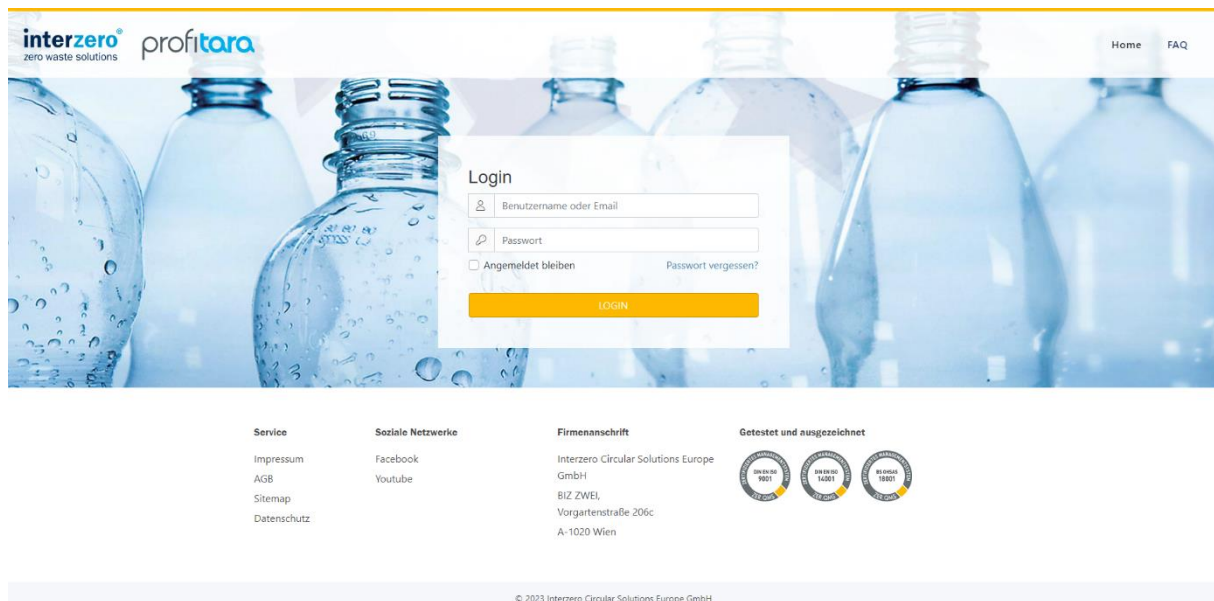 interzero®
zero waste solutions
profitara
Home FAQ
Login
Benutzername oder Email
Passwort
Angemeldet bleiben Passwort vergessen?
LOGIN
Service
Impressum
AGB
Sitemap
Datenschutz
Soziale Netzwerke
Facebook
Youtube
Firmenanschrift
Interzero Circular Solutions Europe
GmbH
BIZ ZWEI,
Vorgartenstraße 206c
A-1020 Wien
Getestet und ausgezeichnet
DIN EN ISO
9001
DIN EN ISO
14001
BS OHSAS
18001
© 2023 Interzero Circular Solutions Europe GmbH